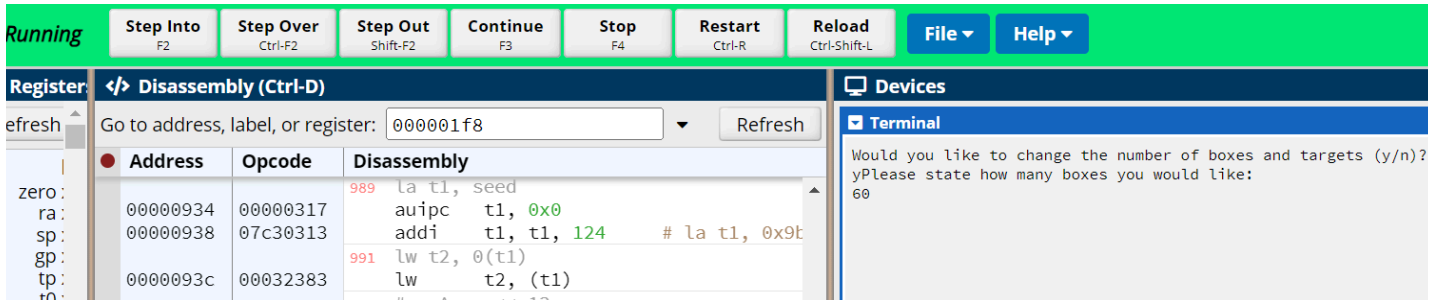 Running
Step Into
F2
Step Over
Ctrl-F2
Step Out
Shift-F2
Continue
F3
Stop
F4
Restart
Ctrl-R
Reload
Ctrl-Shift-L
File
Help
Register
efresh
zero
ra
sp
gp
tp
t0
</> Disassembly (Ctrl-D)
Go to address, label, or register: 000001f8 Refresh
Address Opcode Disassembly
989 la t1, seed
00000934 00000317 auipc t1, 0x0
00000938 07c30313 addi t1, t1, 124 # la t1, 0x9b
991 lw t2, 0(t1)
0000093c 00032383 lw t2, (t1)
Devices
Terminal
Would you like to change the number of boxes and targets (y/n)?
yPlease state how many boxes you would like:
60